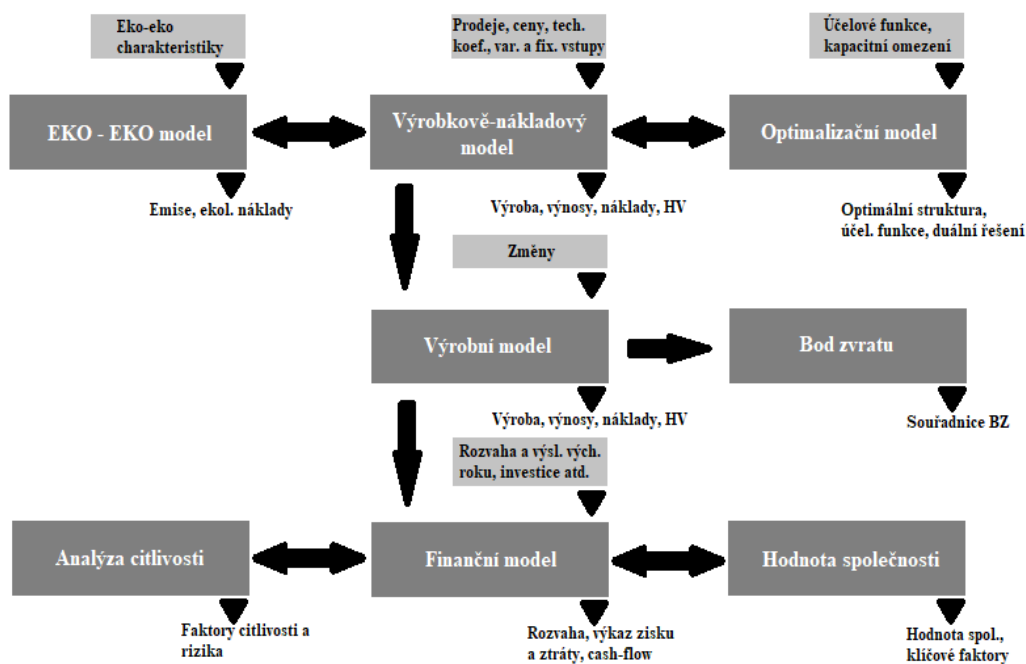 Eko-eko
charakteristiky
Prodeje, ceny, tech.
koef., var. a fix. vstupy
Účelové funkce,
kapacitní omezení
EKO - EKO model
Výrobkově-nákladový
model
Optimalizační model
Emise, ekol. náklady
Výroba, výnosy, náklady, HV
Optimální struktura,
účel. funkce, duální řešení
Změny
Výrobní model
Bod zvratu
Výroba, výnosy, náklady, HV
Souřadnice BZ
Rozvaha a výsl. vých.
roku, investice atd.
Analýza citlivosti
Finanční model
Hodnota společnosti
Faktory citlivosti a
rizika
Rozvaha, výkaz zisku
a ztráty, cash-flow
Hodnota spol.,
klíčové faktory